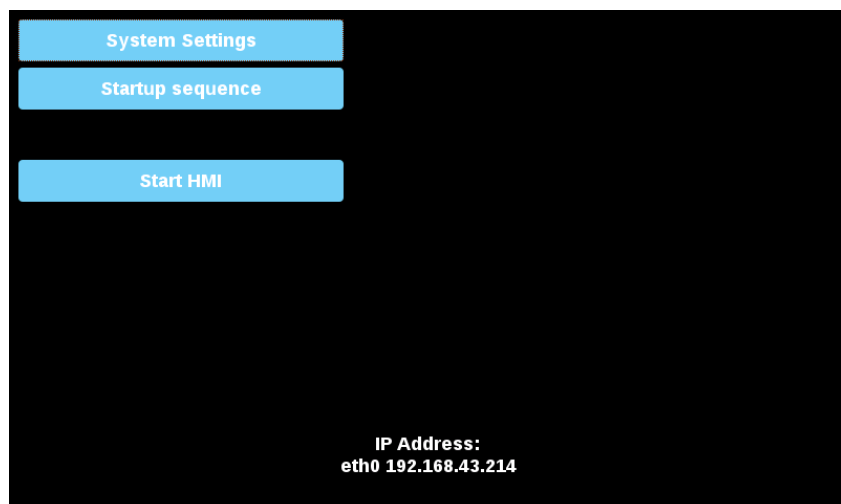 System Settings
Startup sequence
Start HMI
IP Address:
eth0 192.168.43.214